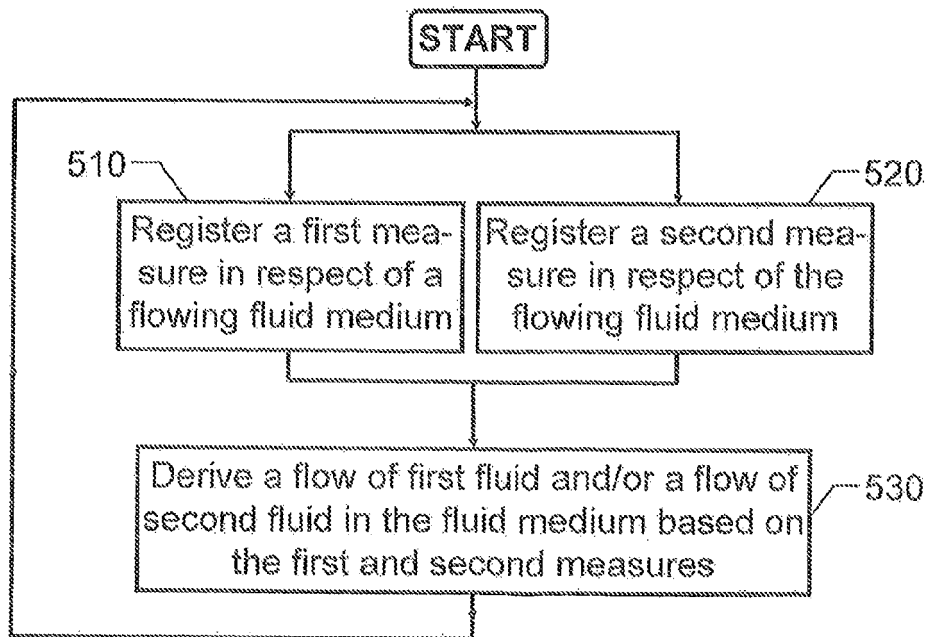 START
510
520
Register a first mea-
sure in respect of a
flowing fluid medium
Register a second mea-
sure in respect of the
flowing fluid medium
Derive a flow of first fluid and/or a flow of
second fluid in the fluid medium based on
the first and second measures
530